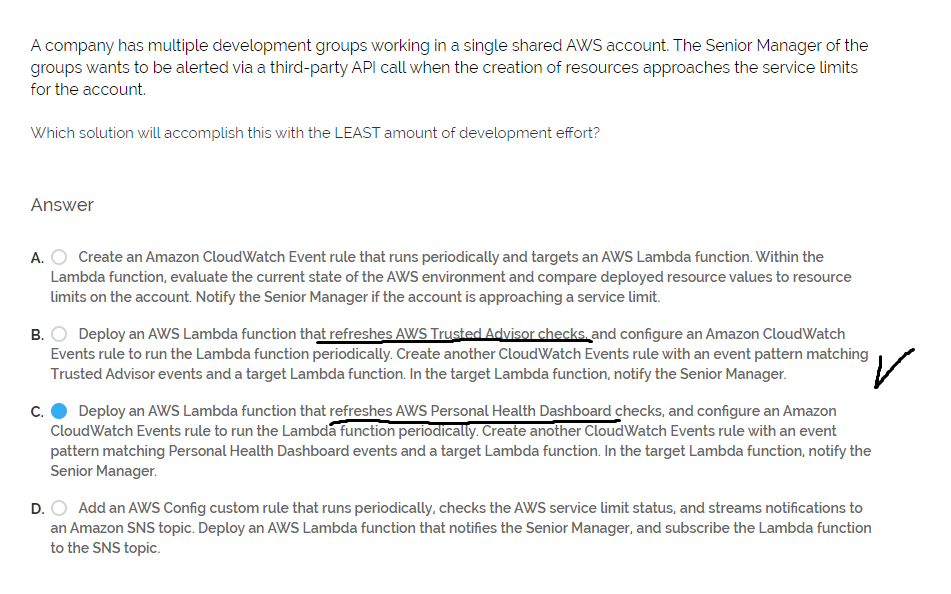 A company has multiple development groups working in a single shared AWS account. The Senior Manager of the
groups wants to be alerted via a third-party API call when the creation of resources approaches the service limits
for the account.
Which solution will accomplish this with the LEAST amount of development effort?
Answer
A. Create an Amazon CloudWatch Event rule that runs periodically and targets an AWS Lambda function. Within the
Lambda function, evaluate the current state of the AWS environment and compare deployed resource values to resource
limits on the account. Notify the Senior Manager if the account is approaching a service limit.
B. Deploy an AWS Lambda function that refreshes AWS Trusted Advisor checks, and configure an Amazon CloudWatch
Events rule to run the Lambda function periodically. Create another CloudWatch Events rule with an event pattern matching
Trusted Advisor events and a target Lambda function. In the target Lambda function, notify the Senior Manager.
C. Deploy an AWS Lambda function that refreshes AWS Personal Health Dashboard checks, and configure an Amazon
CloudWatch Events rule to run the Lambda function periodically. Create another CloudWatch Events rule with an event
pattern matching Personal Health Dashboard events and a target Lambda function. In the target Lambda function, notify the
Senior Manager.
D. Add an AWS Config custom rule that runs periodically, checks the AWS service limit status, and streams notifications to
an Amazon SNS topic. Deploy an AWS Lambda function that notifies the Senior Manager, and subscribe the Lambda function
to the SNS topic.